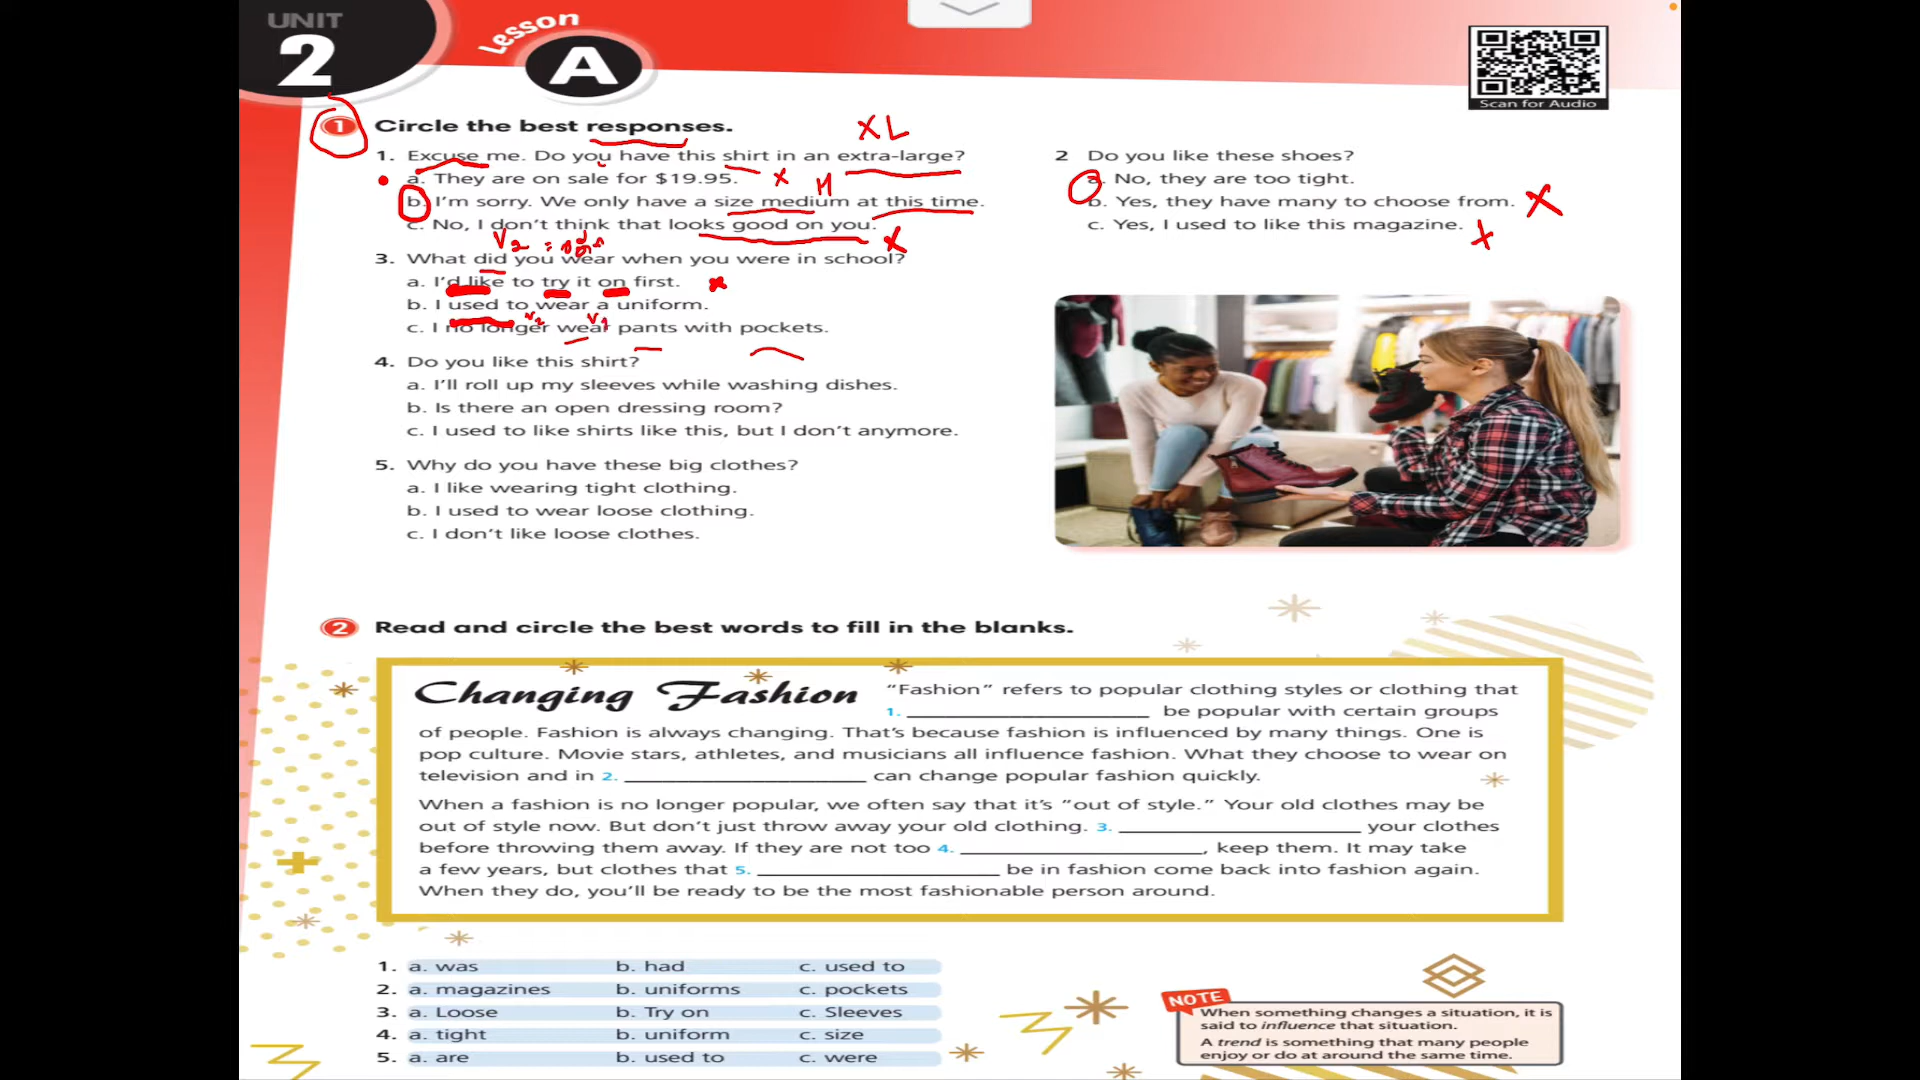 UNIT
2
Lesson
A
Scan for Audio
1 Circle the best responses.
XL
1. Excuse me. Do you have this shirt in an extra-large?
a. They are on sale for $19.95. X M
b. I'm sorry. We only have a size medium at this time.
c. No, I don't think that looks good on you. X
V2 =
3. What did you wear when you were in school?
a. I'd like to try it on first. x
b. I used to wear a uniform.
V2 V1
c. I no longer wear pants with pockets.
4. Do you like this shirt?
a. I'll roll up my sleeves while washing dishes.
b. Is there an open dressing room?
c. I used to like shirts like this, but I don't anymore.
5. Why do you have these big clothes?
a. I like wearing tight clothing.
b. I used to wear loose clothing.
c. I don't like loose clothes.
2 Do you like these shoes?
a. No, they are too tight.
b. Yes, they have many to choose from. X
c. Yes, I used to like this magazine. X
2 Read and circle the best words to fill in the blanks.
Changing Fashion
"Fashion" refers to popular clothing styles or clothing that
1. ____________________ be popular with certain groups
of people. Fashion is always changing. That's because fashion is influenced by many things. One is
pop culture. Movie stars, athletes, and musicians all influence fashion. What they choose to wear on
television and in 2. ____________________ can change popular fashion quickly.
When a fashion is no longer popular, we often say that it's "out of style." Your old clothes may be
out of style now. But don't just throw away your old clothing. 3. ____________________ your clothes
before throwing them away. If they are not too 4. ____________________, keep them. It may take
a few years, but clothes that 5. ____________________ be in fashion come back into fashion again.
When they do, you'll be ready to be the most fashionable person around.
1. a. was b. had c. used to
2. a. magazines b. uniforms c. pockets
3. a. Loose b. Try on c. Sleeves
4. a. tight b. uniform c. size
5. a. are b. used to c. were
NOTE
When something changes a situation, it is
said to influence that situation.
A trend is something that many people
enjoy or do at around the same time.